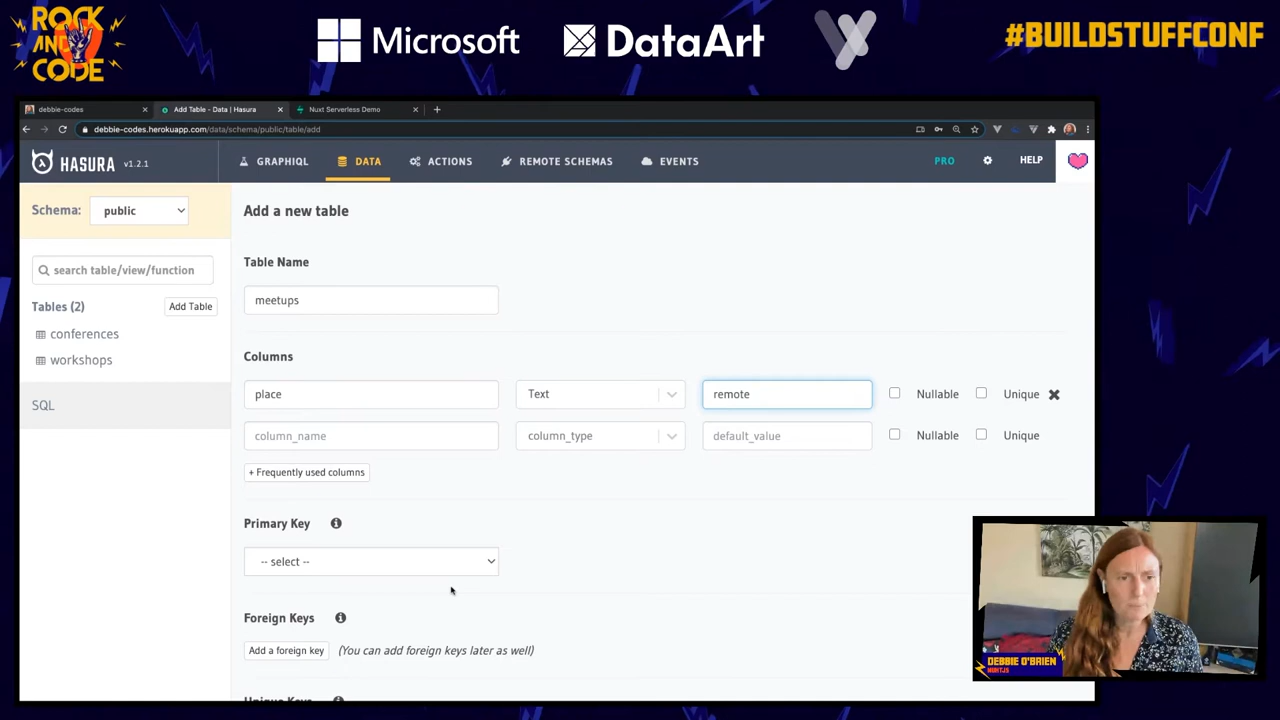 ROCK
AND
CODE
Microsoft
DataArt
#BUILDSTUFFCONF
debbie-codes
Add Table - Data | Hasura
Nuxt Serverless Demo
debbie-codes.herokuapp.com/data/schema/public/table/add
HASURA v1.2.1
GRAPHIQL
DATA
ACTIONS
REMOTE SCHEMAS
EVENTS
PRO
HELP
Schema: public
search table/view/function
Tables (2) Add Table
conferences
workshops
SQL
Add a new table
Table Name
meetups
Columns
place Text remote Nullable Unique
column_name column_type default_value Nullable Unique
+ Frequently used columns
Primary Key
-- select --
Foreign Keys
Add a foreign key (You can add foreign keys later as well)
Unique Keys
DEBBIE O'BRIEN